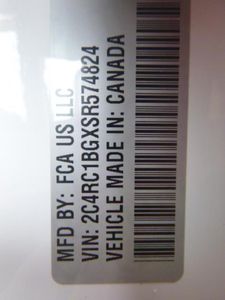 MFD BY: FCA US LLC
VIN: 2C4RC1BGXSR574824
VEHICLE MADE IN: CANADA